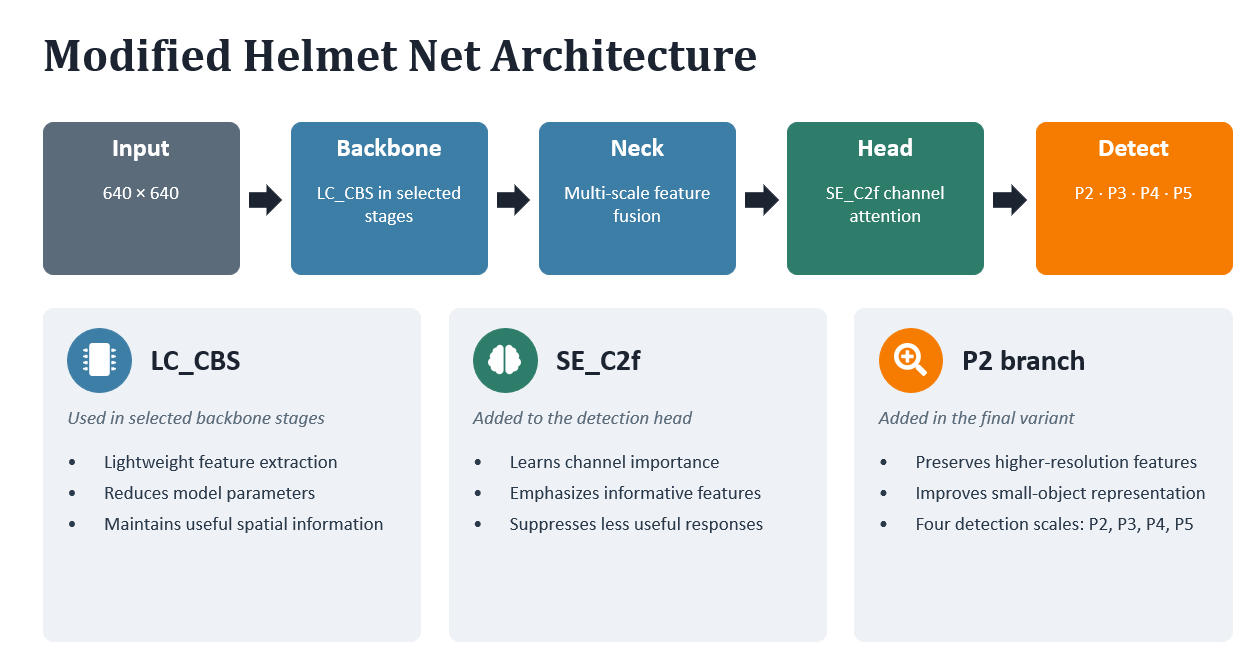 Modified Helmet Net Architecture
Input
640 × 640
Backbone
LC_CBS in selected
stages
Neck
Multi-scale feature
fusion
Head
SE_C2f channel
attention
Detect
P2 · P3 · P4 · P5
LC_CBS
Used in selected backbone stages
• Lightweight feature extraction
• Reduces model parameters
• Maintains useful spatial information
SE_C2f
Added to the detection head
• Learns channel importance
• Emphasizes informative features
• Suppresses less useful responses
P2 branch
Added in the final variant
• Preserves higher-resolution features
• Improves small-object representation
• Four detection scales: P2, P3, P4, P5